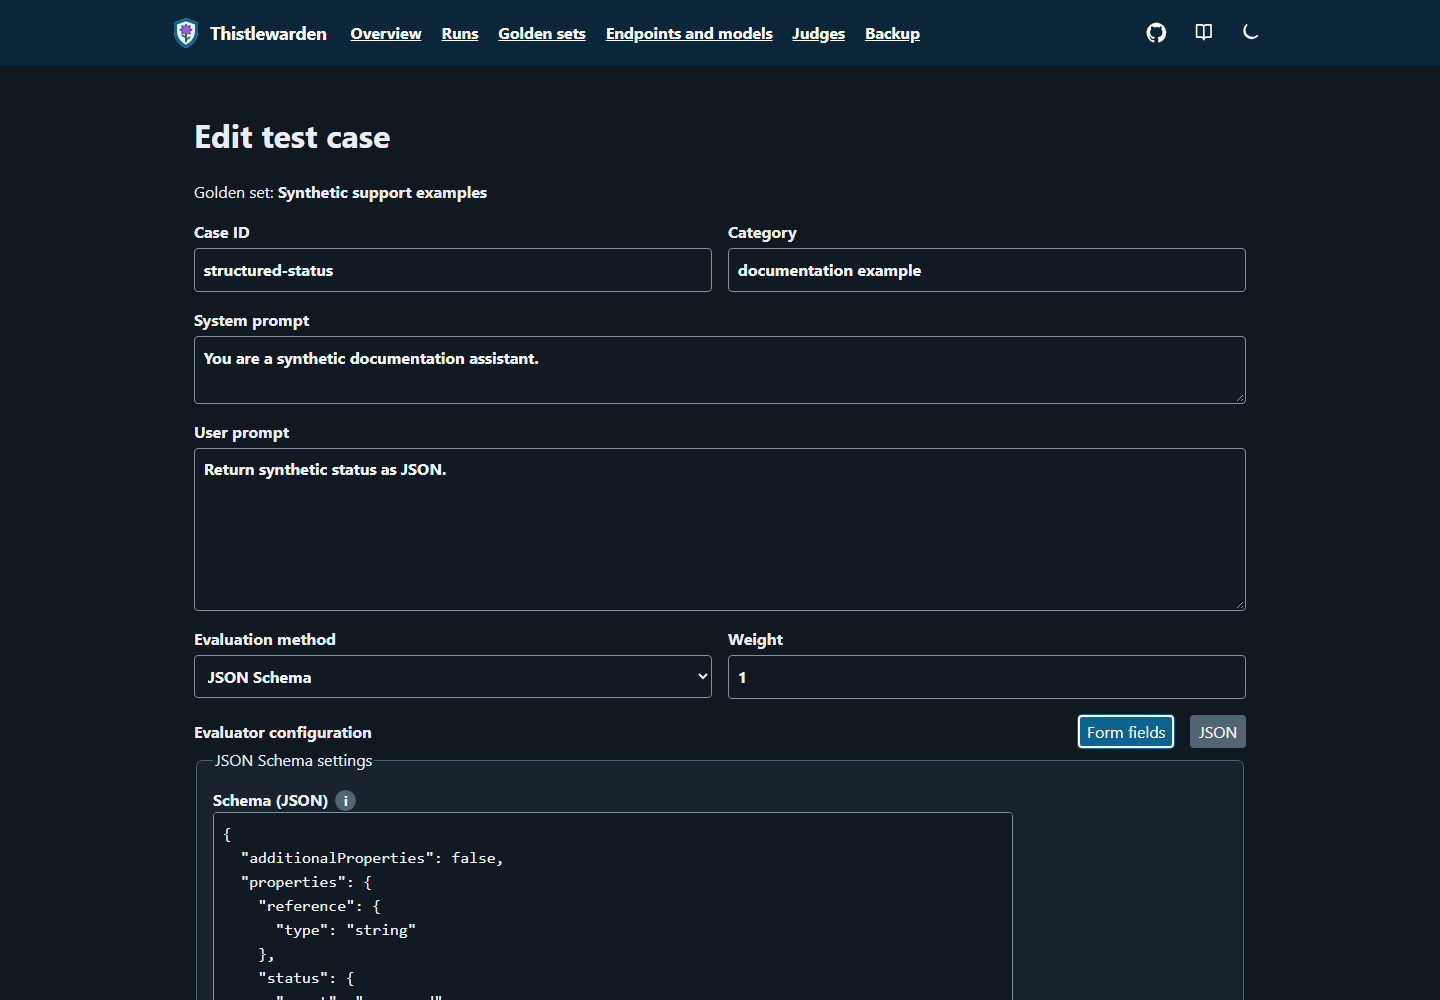 Thistlewarden Overview Runs Golden sets Endpoints and models Judges Backup
Edit test case
Golden set: Synthetic support examples
Case ID Category
structured-status documentation example
System prompt
You are a synthetic documentation assistant.
User prompt
Return synthetic status as JSON.
Evaluation method Weight
JSON Schema 1
Evaluator configuration Form fields JSON
JSON Schema settings
Schema (JSON) i
{
"additionalProperties": false,
"properties": {
"reference": {
"type": "string"
},
"status": {